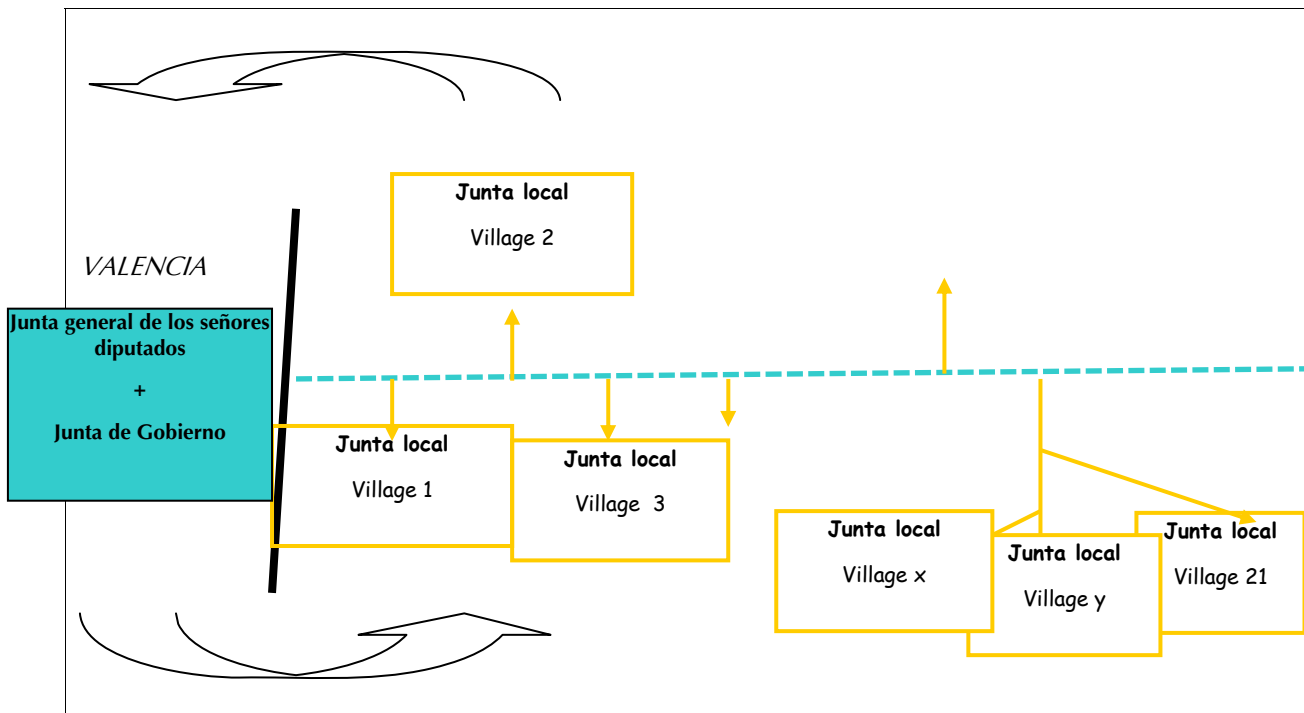 Junta local
Village 2
VALENCIA
Junta general de los señores
diputados
+
Junta de Gobierno
Junta local
Village 1
Junta local
Village 3
Junta local
Village x
Junta local
Village y
Junta local
Village 21